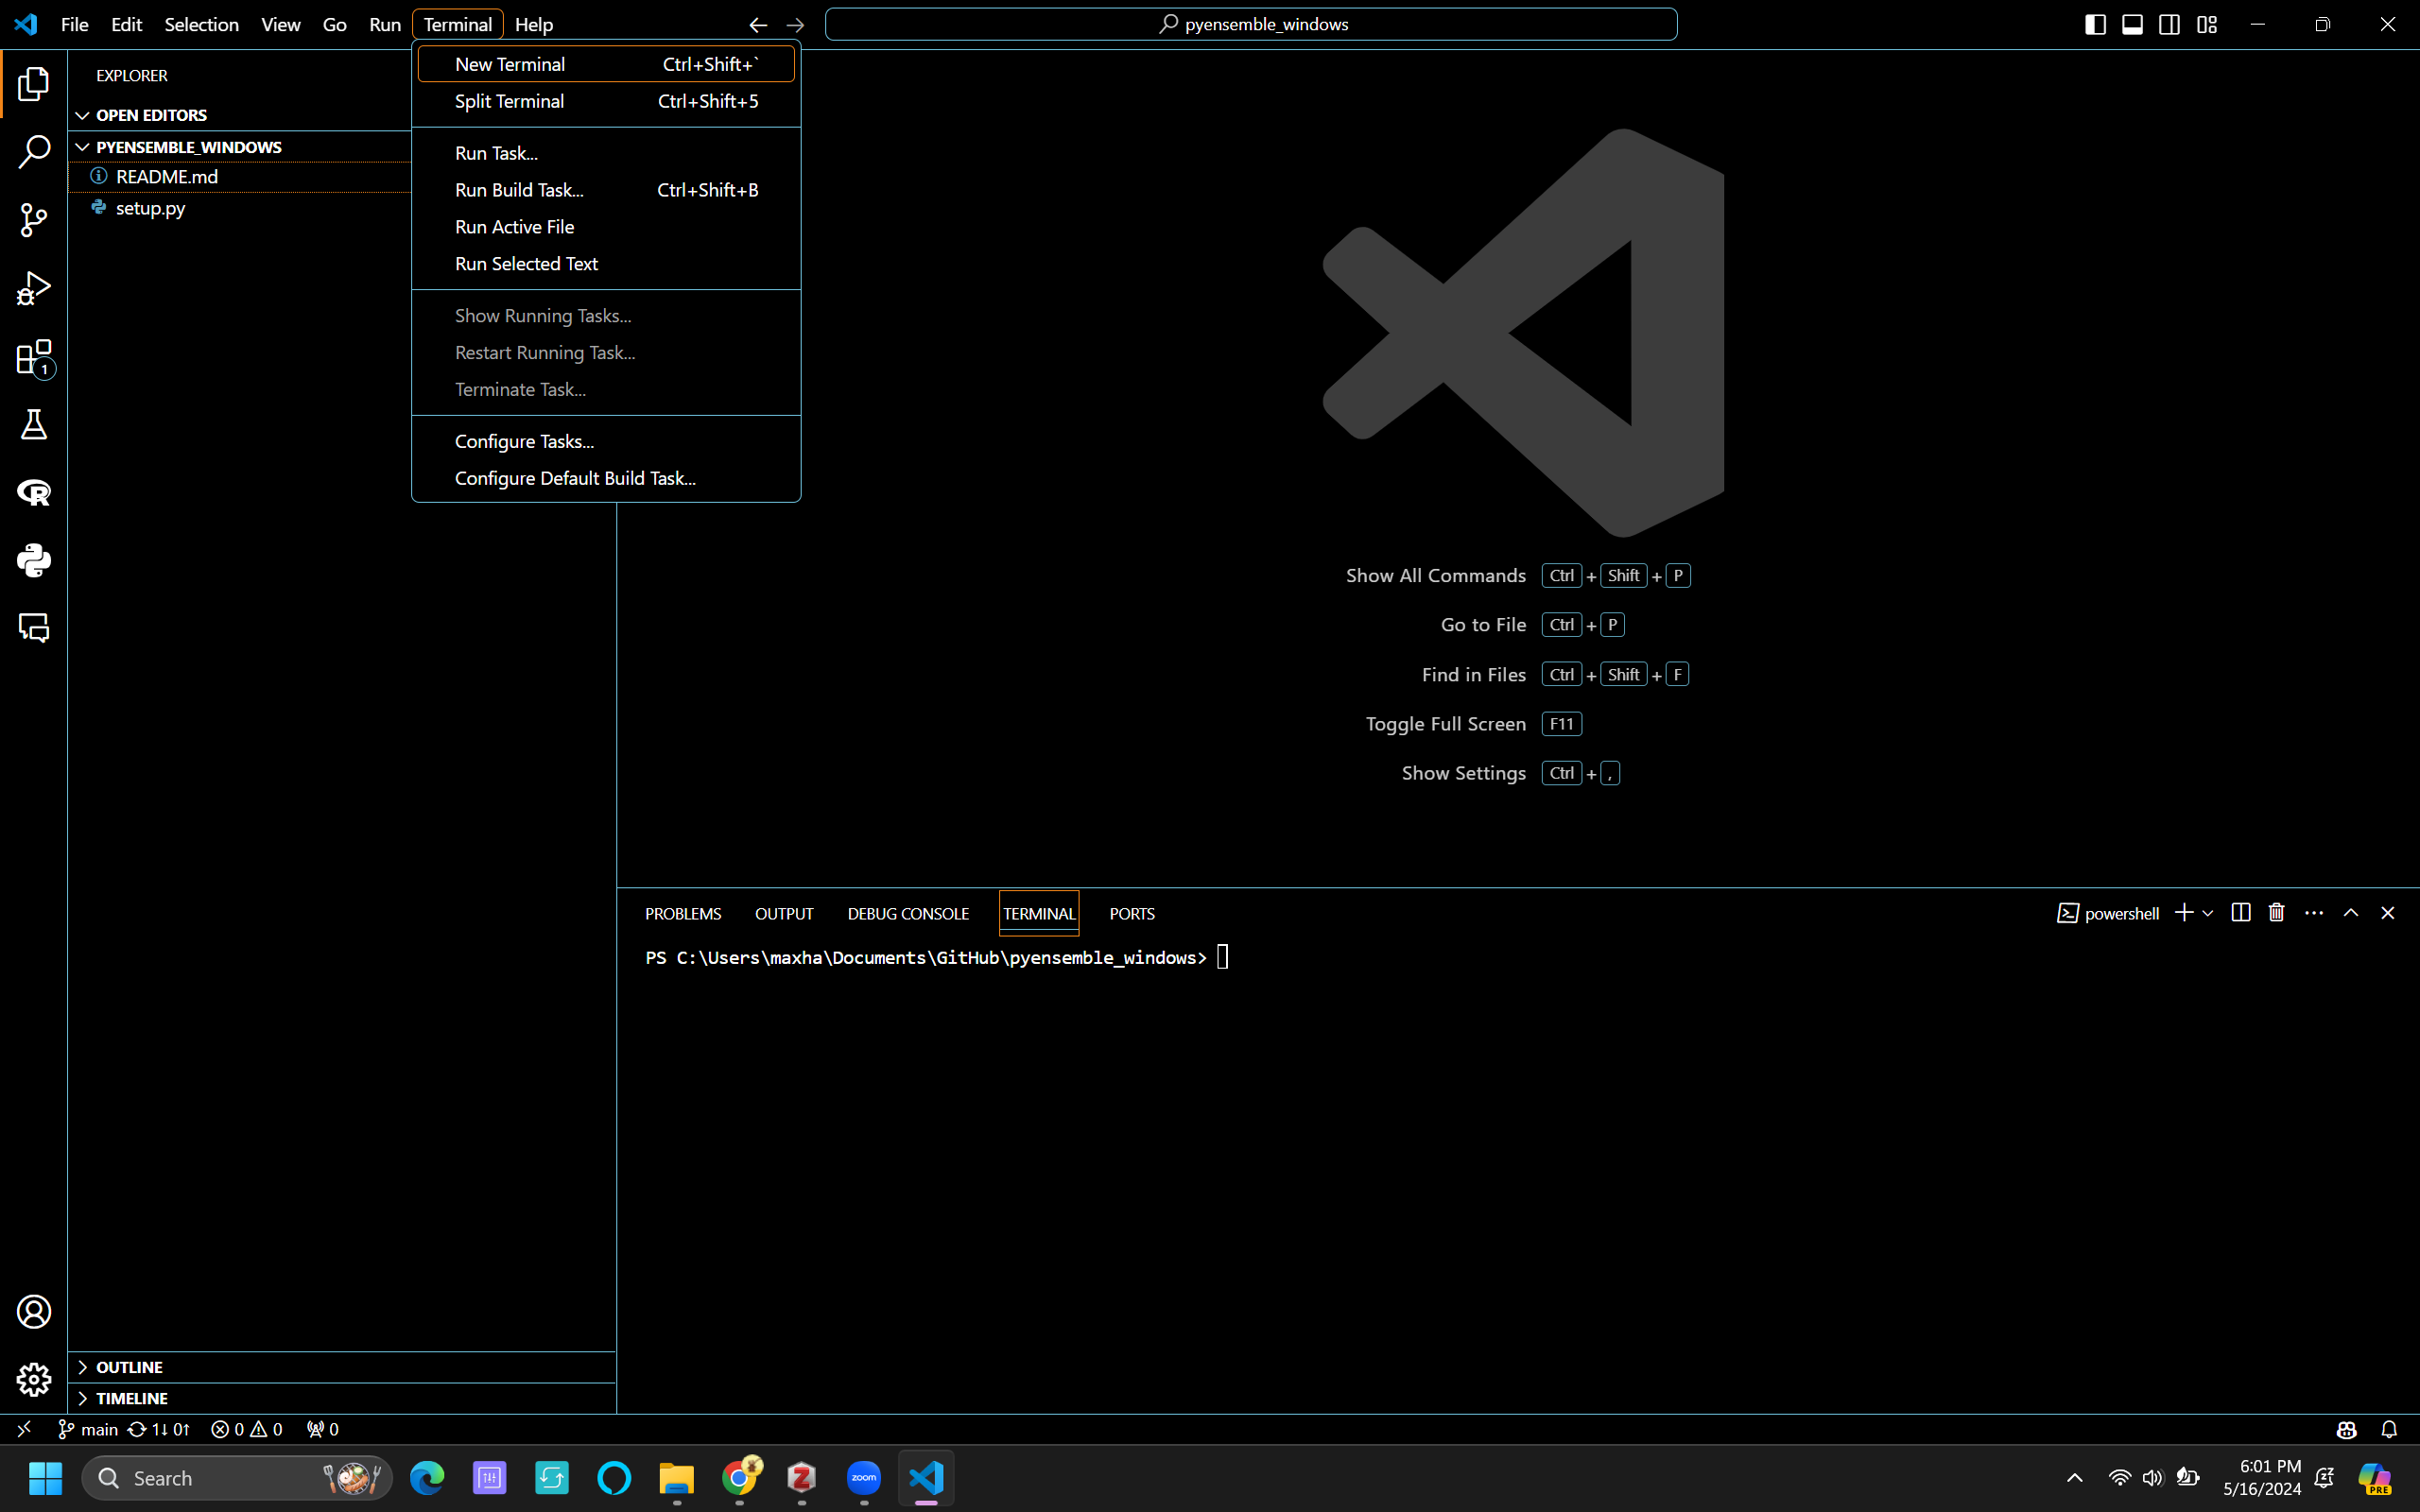 File Edit Selection View Go Run Terminal Help
pyensemble_windows
EXPLORER
OPEN EDITORS
PYENSEMBLE_WINDOWS
README.md
setup.py
New Terminal Ctrl+Shift+`
Split Terminal Ctrl+Shift+5
Run Task...
Run Build Task... Ctrl+Shift+B
Run Active File
Run Selected Text
Show Running Tasks...
Restart Running Task...
Terminate Task...
Configure Tasks...
Configure Default Build Task...
1
Show All Commands Ctrl + Shift + P
Go to File Ctrl + P
Find in Files Ctrl + Shift + F
Toggle Full Screen F11
Show Settings Ctrl + ,
PROBLEMS OUTPUT DEBUG CONSOLE TERMINAL PORTS
powershell
PS C:\Users\maxha\Documents\GitHub\pyensemble_windows>
OUTLINE
TIMELINE
main 1↓ 0↑ 0 0 0
Search
zoom
6:01 PM
5/16/2024
PRE